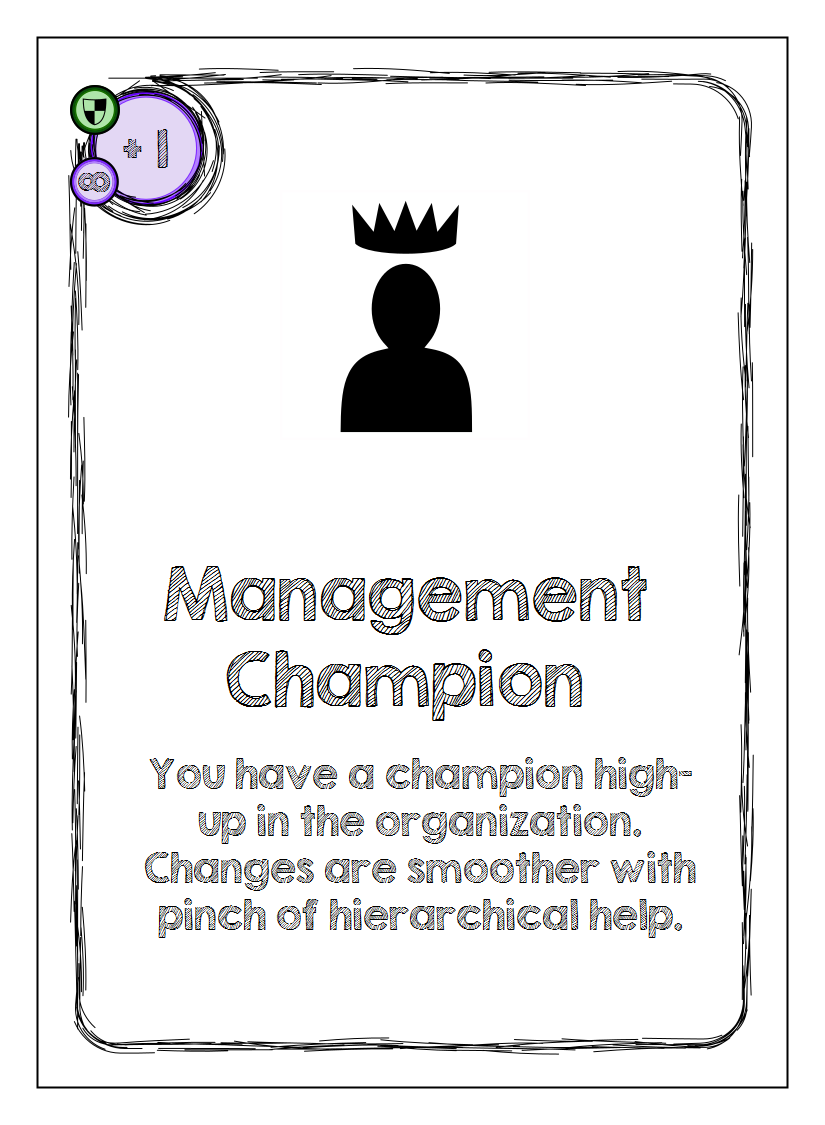 +1
∞
Management
Champion
You have a champion high-
up in the organization.
Changes are smoother with
pinch of hierarchical help.